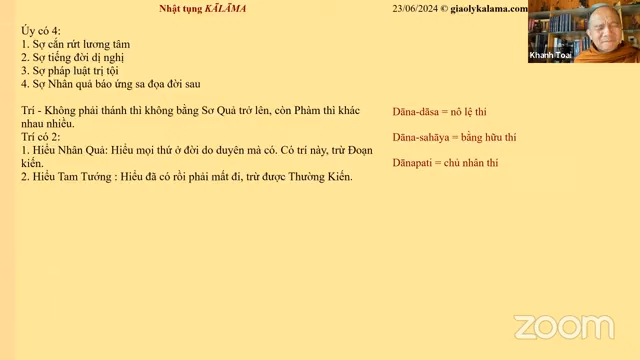 Nhật tụng KĀLĀMA
23/06/2024 © giaolykalama.com
Úy có 4:
1. Sợ cắn rứt lương tâm
2. Sợ tiếng đời dị nghị
3. Sợ pháp luật trị tội
4. Sợ Nhân quả báo ứng sa đọa đời sau
Trí - Không phải thánh thì không bằng Sơ Quả trở lên, còn Phàm thì khác
nhau nhiều.
Trí có 2:
1. Hiểu Nhân Quả: Hiểu mọi thứ ở đời do duyên mà có. Có trí này, trừ Đoạn
kiến.
2. Hiểu Tam Tướng : Hiểu đã có rồi phải mất đi, trừ được Thường Kiến.
Dāna-dāsa = nô lệ thí
Dāna-sahāya = bằng hữu thí
Dānapati = chủ nhân thí
Khanh Toai
zoom